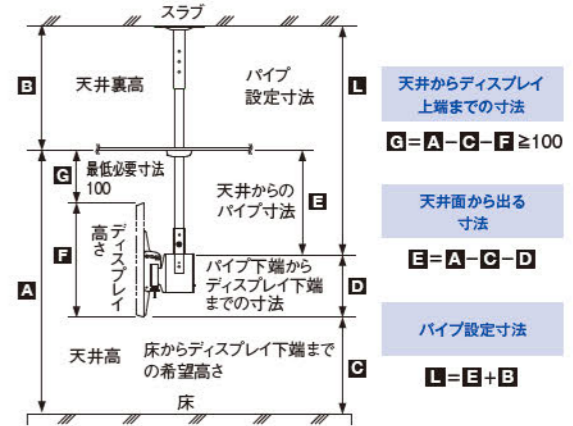 スラブ
B
天井裏高
パイプ
設定寸法
L
G
最低必要寸法
100
天井からの
パイプ寸法
E
F
ディスプレイ
高さ
A
パイプ下端から
ディスプレイ下端
までの寸法
D
天井高
床からディスプレイ下端まで
の希望高さ
C
床
天井からディスプレイ
上端までの寸法
G=A−C−F≧100
天井面から出る
寸法
E=A−C−D
パイプ設定寸法
L=E+B